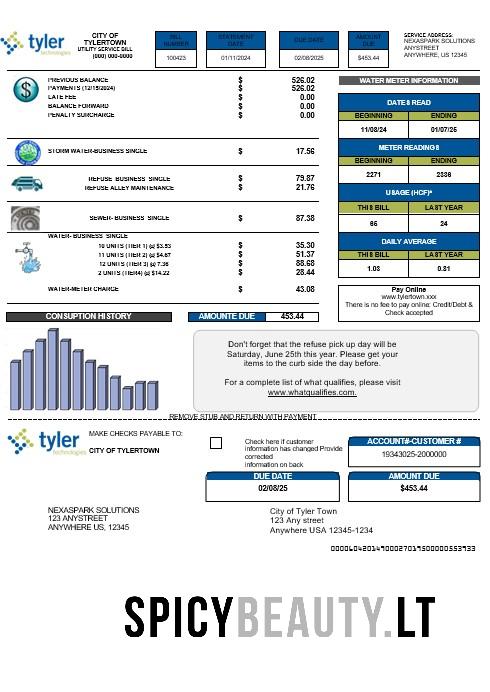 tyler
technologies
CITY OF
TYLERTOWN
UTILITY SERVICE BILL
(000) 000-0000
BILL
NUMBER
100423
STATEMENT
DATE
01/11/2024
DUE DATE
02/08/2025
AMOUNT
DUE
$453.44
SERVICE ADDRESS:
NEXASPARK SOLUTIONS
ANYSTREET
ANYWHERE, US 12345
PREVIOUS BALANCE $ 526.02
PAYMENTS (12/15/2024) $ 526.02
LATE FEE $ 0.00
BALANCE FORWARD $ 0.00
PENALTY SURCHARGE $ 0.00
STORM WATER-BUSINESS SINGLE $ 17.56
REFUSE BUSINESS SINGLE $ 79.87
REFUSE ALLEY MAINTENANCE $ 21.76
SEWER- BUSINESS SINGLE $ 87.38
WATER- BUSINESS SINGLE
10 UNITS (TIER 1) @ $3.53 $ 35.30
11 UNITS (TIER 2) @ $4.67 $ 51.37
12 UNITS (TIER 3) @ 7.36 $ 88.68
2 UNITS (TIER4) @ $14.22 $ 28.44
WATER-METER CHARGE $ 43.08
WATER METER INFORMATION
DATE & READ
BEGINNING ENDING
11/08/24 01/07/25
METER READINGS
BEGINNING ENDING
2271 2336
USAGE (HCF)*
THIS BILL LAST YEAR
65 24
DAILY AVERAGE
THIS BILL LAST YEAR
1.03 0.81
Pay Online
www.tylertown.xxx
There is no fee to pay online: Credit/Debt &
Check accepted
CONSUPTION HISTORY
AMOUNTE DUE 453.44
Don't forget that the refuse pick up day will be
Saturday, June 25th this year. Please get your
items to the curb side the day before.
For a complete list of what qualifies, please visit
www.whatqualifies.com.
REMOVE STUB AND RETURN WITH PAYMENT
tyler
technologies
MAKE CHECKS PAYABLE TO:
CITY OF TYLERTOWN
Check here if customer
information has changed Provide
corrected
information on back
ACCOUNT#-CUSTOMER #
19343025-2000000
DUE DATE
02/08/25
AMOUNT DUE
$453.44
NEXASPARK SOLUTIONS
123 ANYSTREET
ANYWHERE US, 12345
City of Tyler Town
123 Any street
Anywhere USA 12345-1234
00006042014900027019500000553933
SPICYBEAUTY.LT